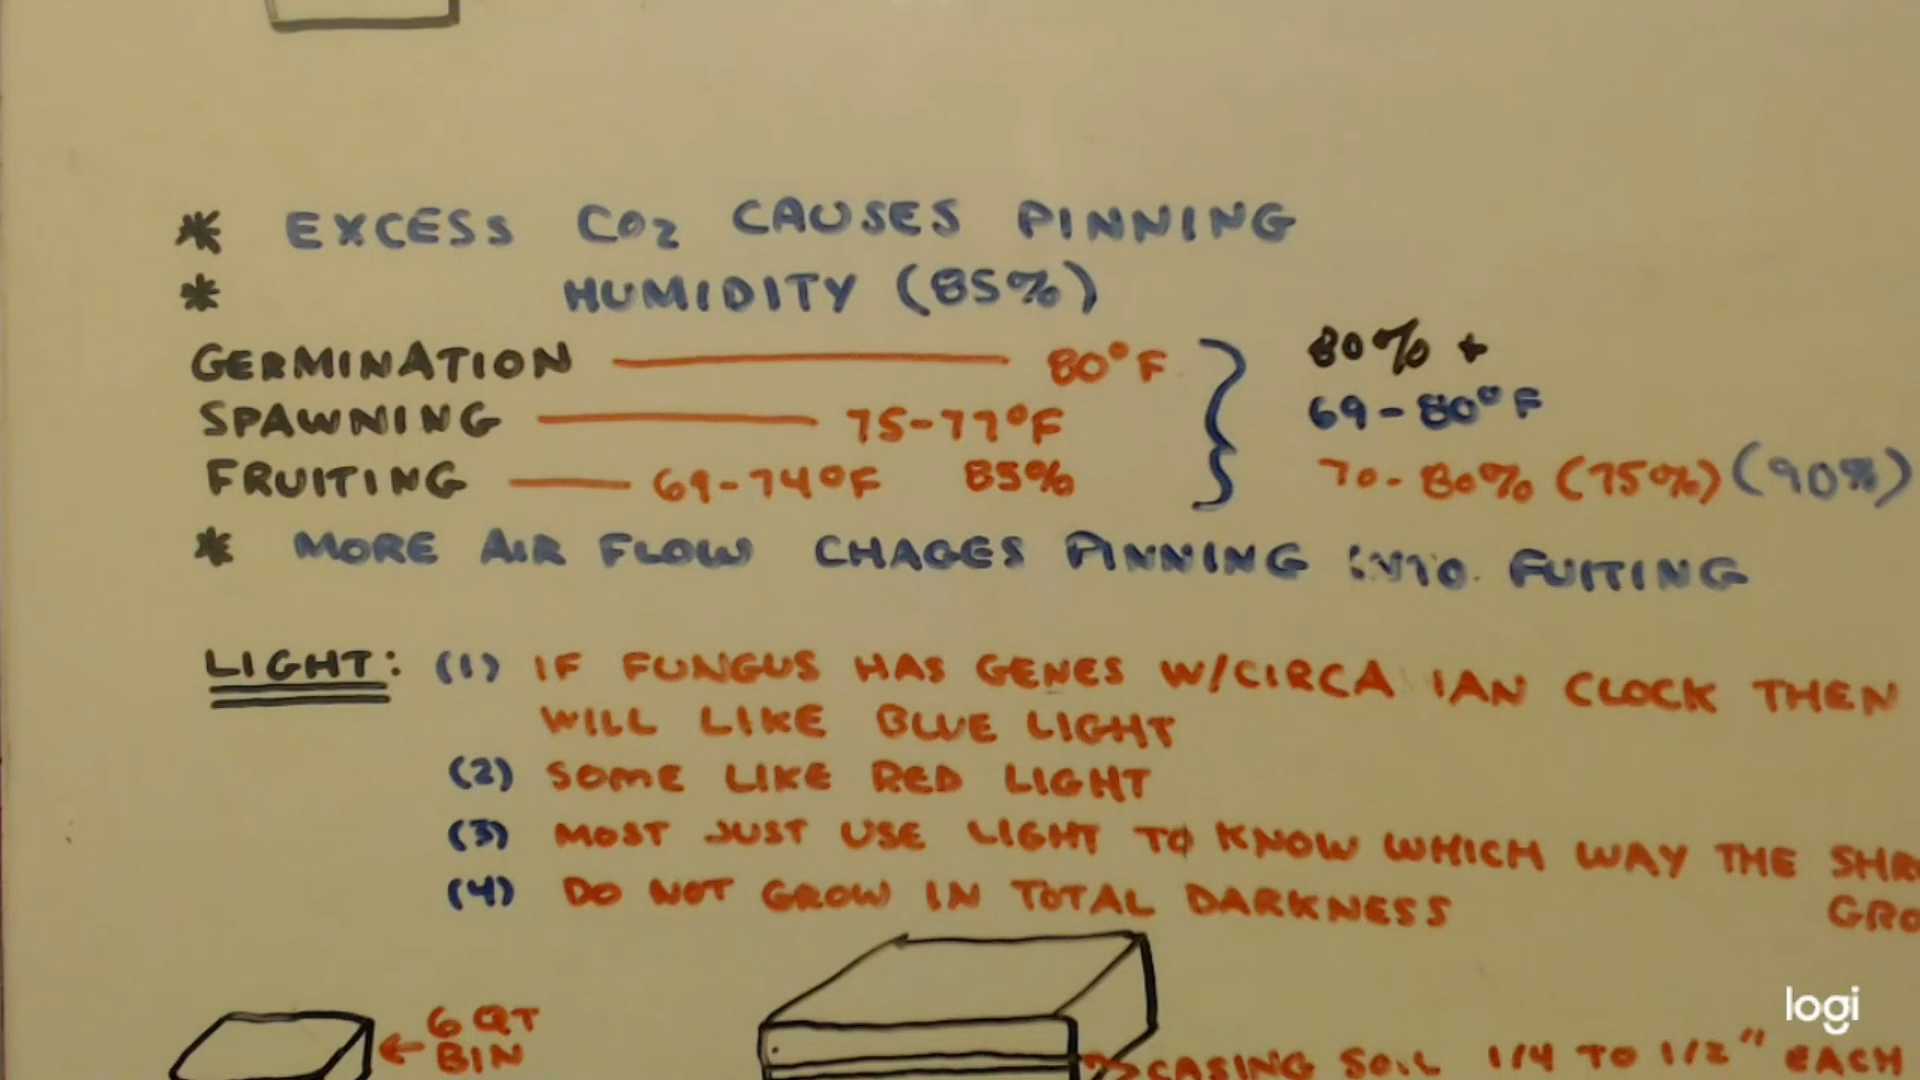 * EXCESS CO2 CAUSES PINNING
* HUMIDITY (85%)
GERMINATION 80°F 80% +
SPAWNING 75-77°F 69-80°F
FRUITING 69-74°F 85% 70-80% (75%) (90%)
* MORE AIR FLOW CHAGES PINNING INTO FUITING
LIGHT: (1) IF FUNGUS HAS GENES W/CIRCA IAN CLOCK THEN
WILL LIKE BLUE LIGHT
(2) SOME LIKE RED LIGHT
(3) MOST JUST USE LIGHT TO KNOW WHICH WAY THE
(4) DO NOT GROW IN TOTAL DARKNESS
6 QT
BIN
CASING SOIL 1/4 TO 1/2" EACH
logi